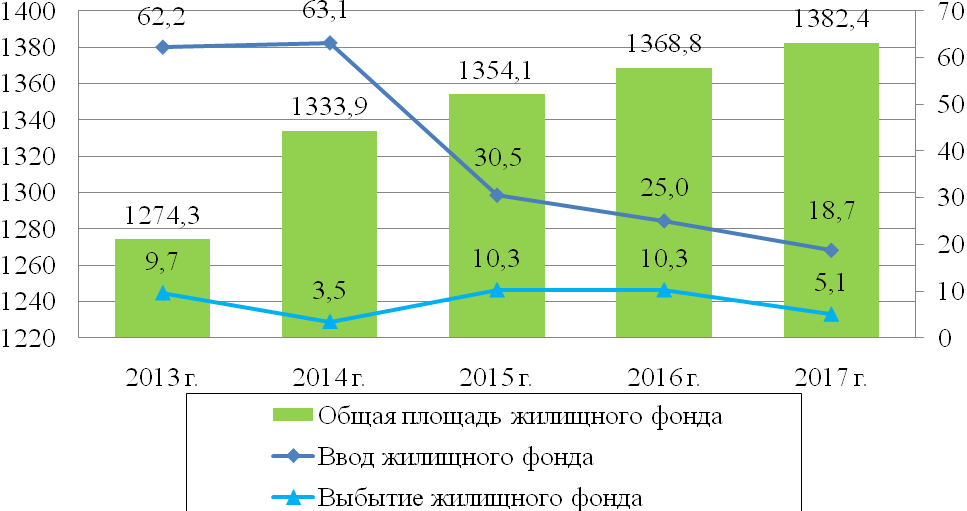 1400 62,2 63,1 1382,4 70
1380 1368,8 60
1360 1354,1
1340 1333,9 50
1320 30,5 40
1300 25,0 18,7 30
1280 1274,3 20
1260 9,7 3,5 10,3 10,3 5,1
1240 10
1220 0
2013 г. 2014 г. 2015 г. 2016 г. 2017 г.
Общая площадь жилищного фонда
Ввод жилищного фонда
Выбытие жилищного фонда